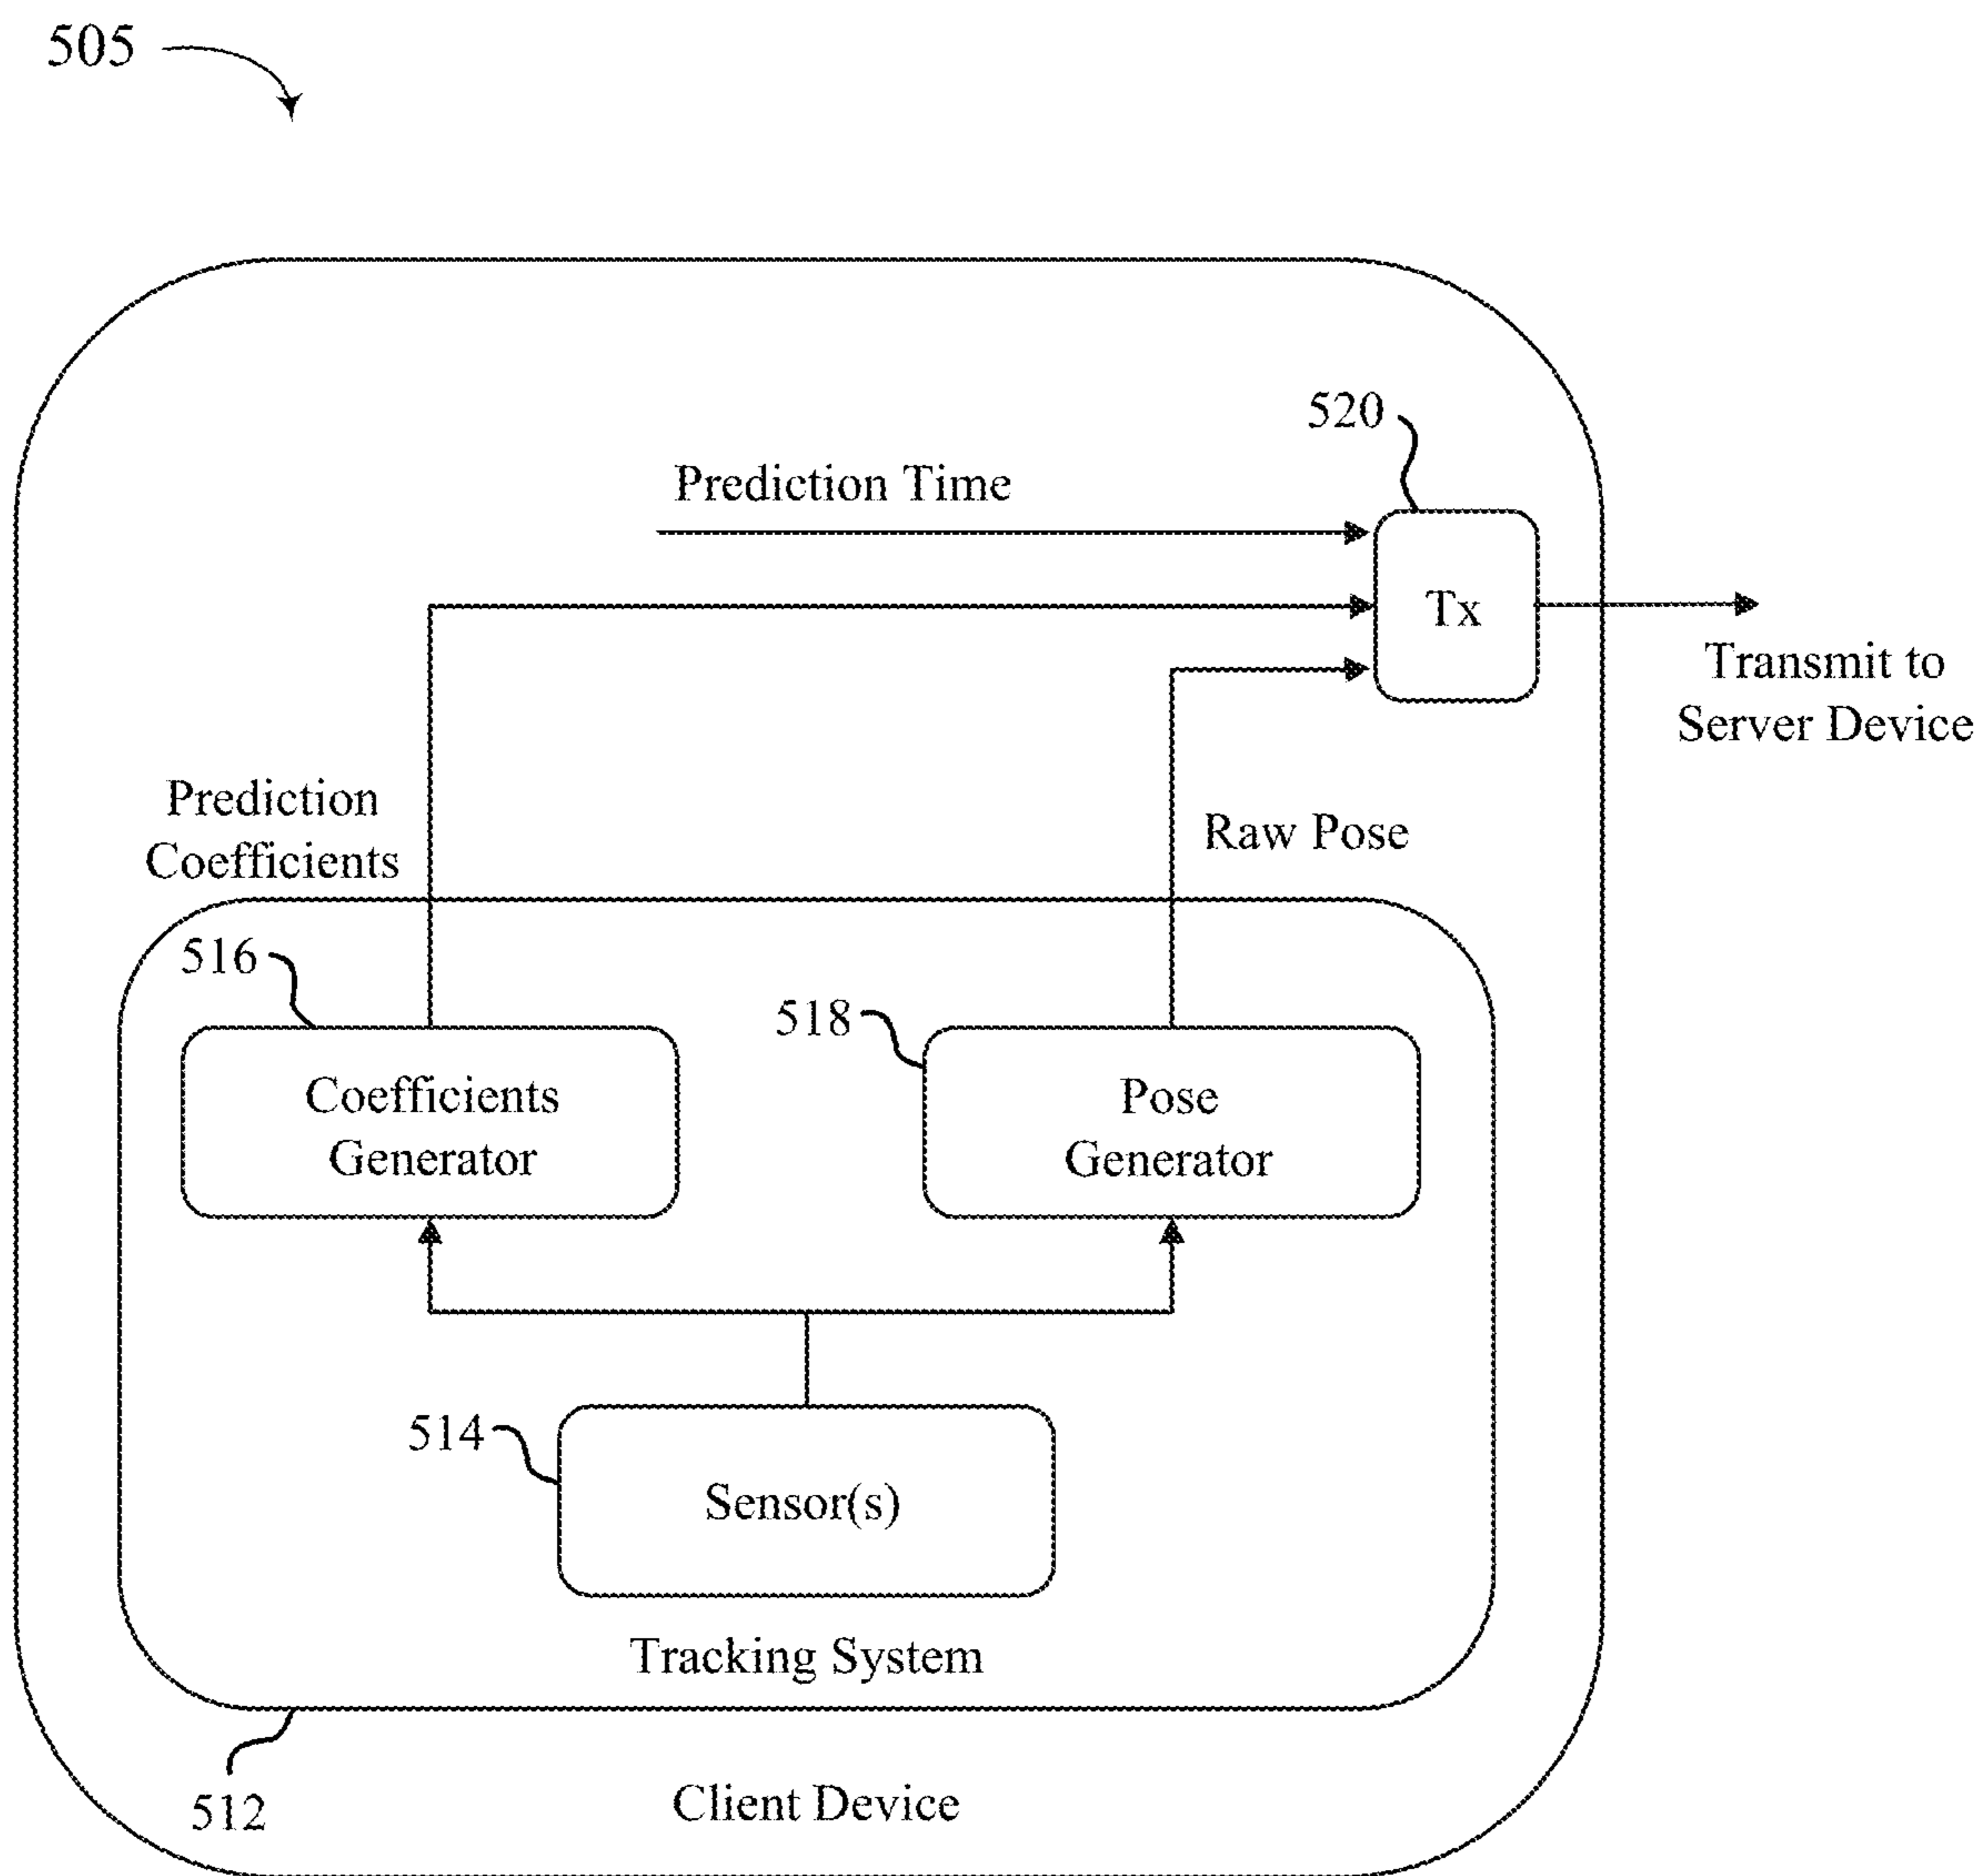 505
520
Prediction Time
Tx
Transmit to
Server Device
Prediction
Coefficients
Raw Pose
516
518
Coefficients
Generator
Pose
Generator
514
Sensor(s)
Tracking System
512
Client Device